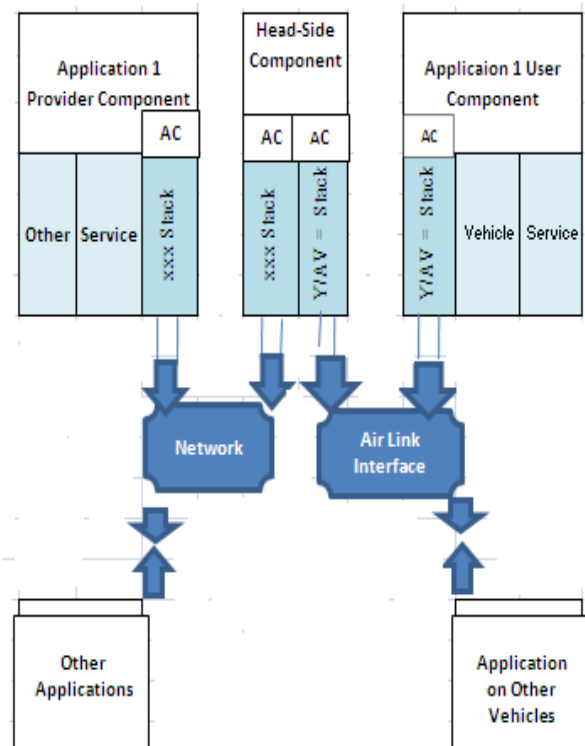 Application 1
Provider Component
AC
Other
Service
xxx Stack
Head-Side
Component
AC
AC
xxx Stack
Y/AV = Stack
Applicaion 1 User
Component
AC
Y/AV = Stack
Vehicle
Service
Network
Air Link
Interface
Other
Applications
Application
on Other
Vehicles